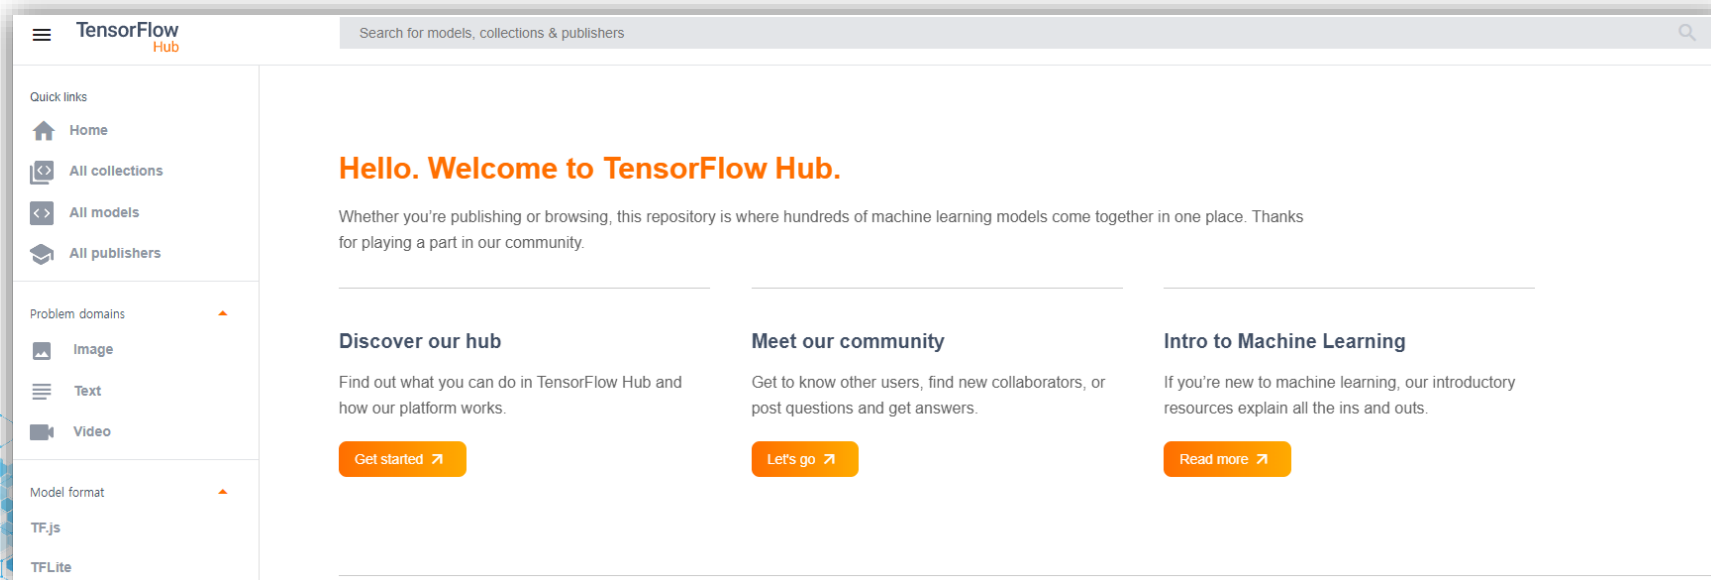 TensorFlow
Hub
Search for models, collections & publishers
Quick links
Home
All collections
All models
All publishers
Problem domains
Image
Text
Video
Model format
TF.js
TFLite
Hello. Welcome to TensorFlow Hub.
Whether you're publishing or browsing, this repository is where hundreds of machine learning models come together in one place. Thanks
for playing a part in our community.
Discover our hub
Find out what you can do in TensorFlow Hub and
how our platform works.
Get started
Meet our community
Get to know other users, find new collaborators, or
post questions and get answers.
Let's go
Intro to Machine Learning
If you're new to machine learning, our introductory
resources explain all the ins and outs.
Read more